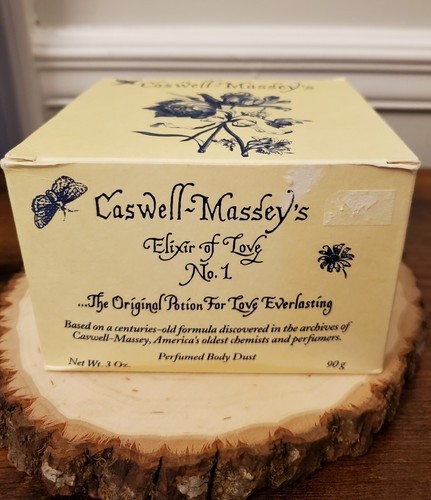 Caswell-Massey's
Caswell-Massey's
Elixir of Love
No. 1
...The Original Potion For Love Everlasting
Based on a centuries-old formula discovered in the archives of
Caswell-Massey, America's oldest chemists and perfumers.
Perfumed Body Dust
Net Wt. 3 Oz. 90g